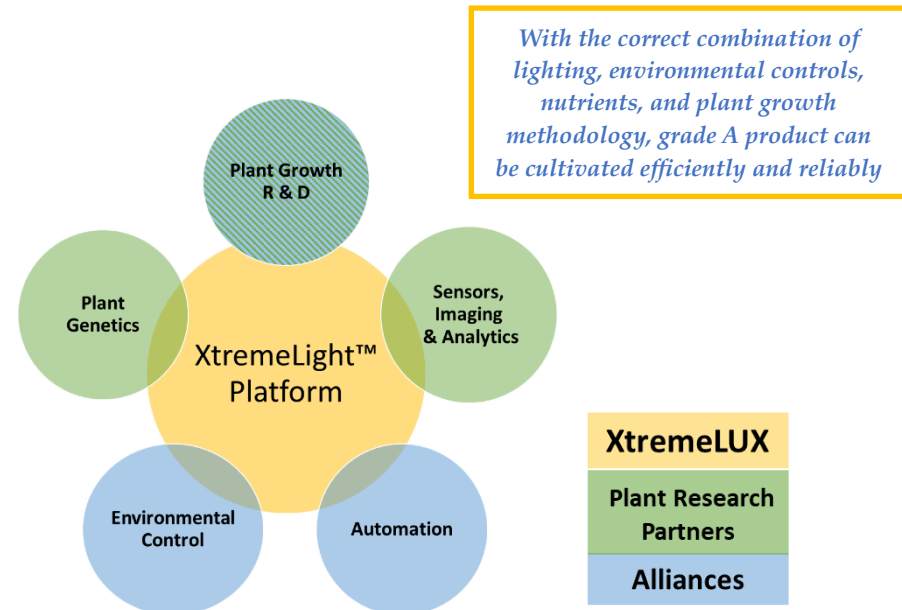 With the correct combination of
lighting, environmental controls,
nutrients, and plant growth
methodology, grade A product can
be cultivated efficiently and reliably
Plant Growth
R & D
Plant
Genetics
Sensors,
Imaging
& Analytics
XtremeLight™
Platform
Environmental
Control
Automation
XtremeLUX
Plant Research
Partners
Alliances